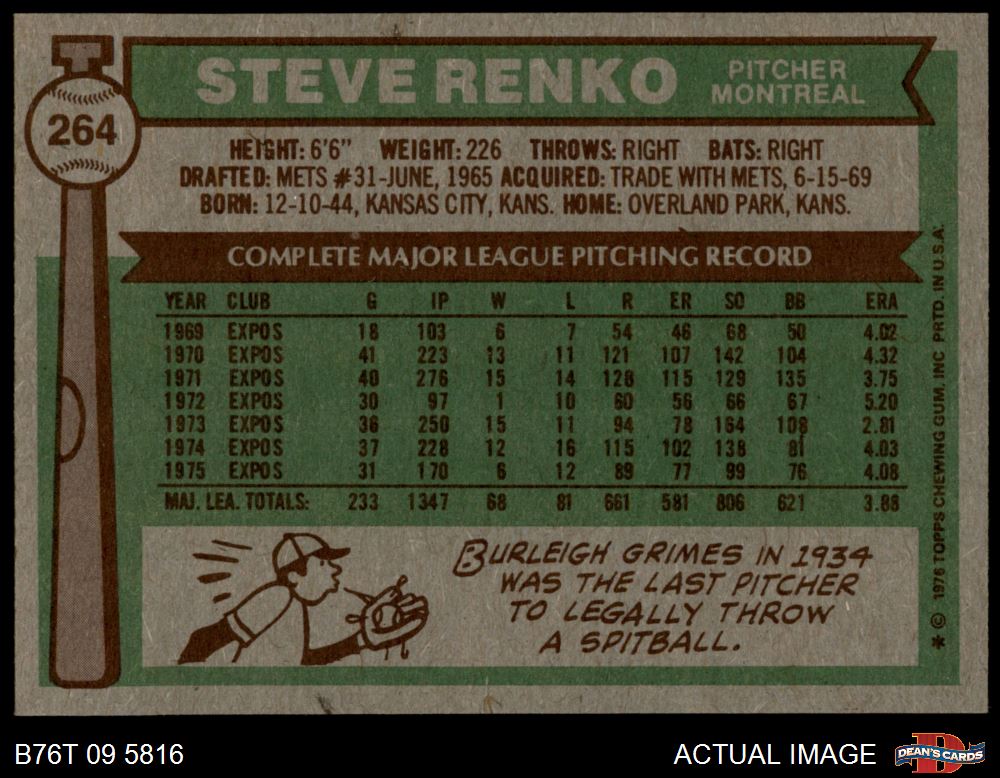 264
STEVE RENKO
PITCHER
MONTREAL
HEIGHT: 6'6" WEIGHT: 226 THROWS: RIGHT BATS: RIGHT
DRAFTED: METS #31-JUNE, 1965 ACQUIRED: TRADE WITH METS, 6-15-69
BORN: 12-10-44, KANSAS CITY, KANS. HOME: OVERLAND PARK, KANS.
COMPLETE MAJOR LEAGUE PITCHING RECORD
YEAR CLUB G IP W L R ER SO BB ERA
1969 EXPOS 18 103 6 7 54 46 68 50 4.02
1970 EXPOS 41 223 13 11 121 107 142 104 4.32
1971 EXPOS 40 276 15 14 128 115 129 135 3.75
1972 EXPOS 30 97 1 10 60 56 66 67 5.20
1973 EXPOS 36 250 15 11 94 78 164 108 2.81
1974 EXPOS 37 228 12 16 115 102 138 81 4.03
1975 EXPOS 31 170 6 12 89 77 99 76 4.08
MAJ. LEA. TOTALS: 233 1347 68 81 661 581 806 621 3.88
BURLEIGH GRIMES IN 1934
WAS THE LAST PITCHER
TO LEGALLY THROW
A SPITBALL.
* © 1976 TOPPS CHEWING GUM, INC PRTD. IN U.S.A.
B76T 09 5816
ACTUAL IMAGE
D
DEAN'S CARDS